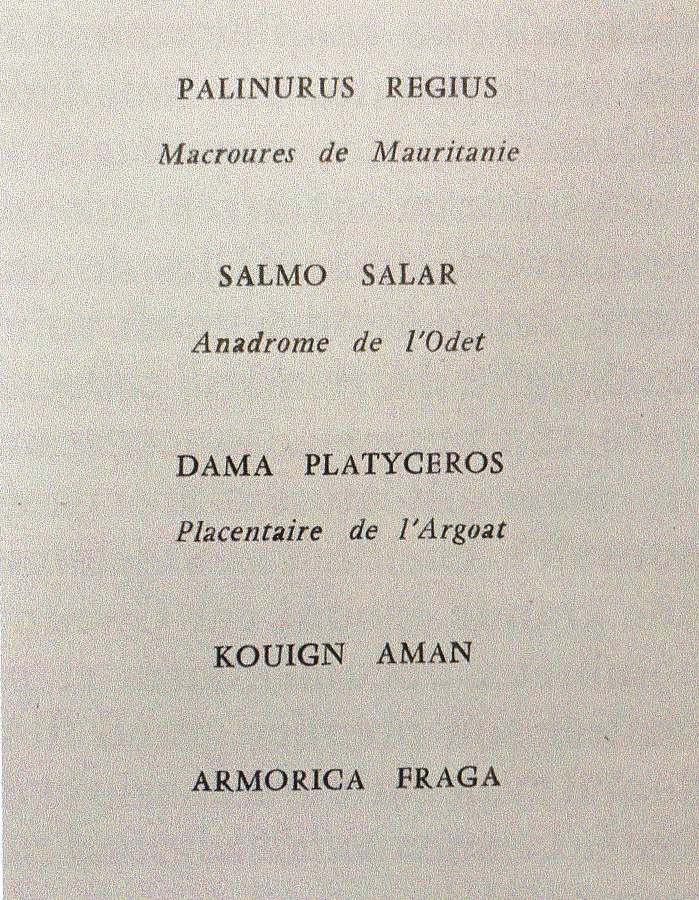 PALINURUS REGIUS
Macroures de Mauritanie
SALMO SALAR
Anadrome de l'Odet
DAMA PLATYCEROS
Placentaire de l'Argoat
KOUIGN AMAN
ARMORICA FRAGA